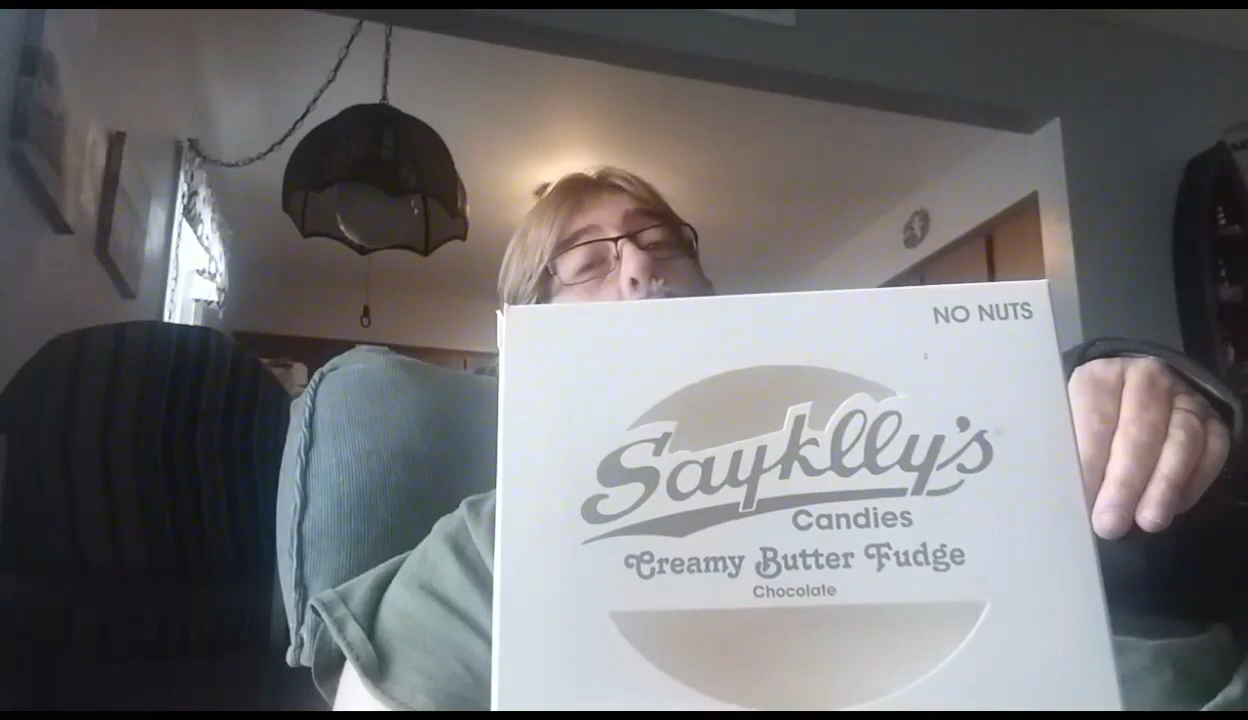 NO NUTS
Sayklly's
Candies
Creamy Butter Fudge
Chocolate